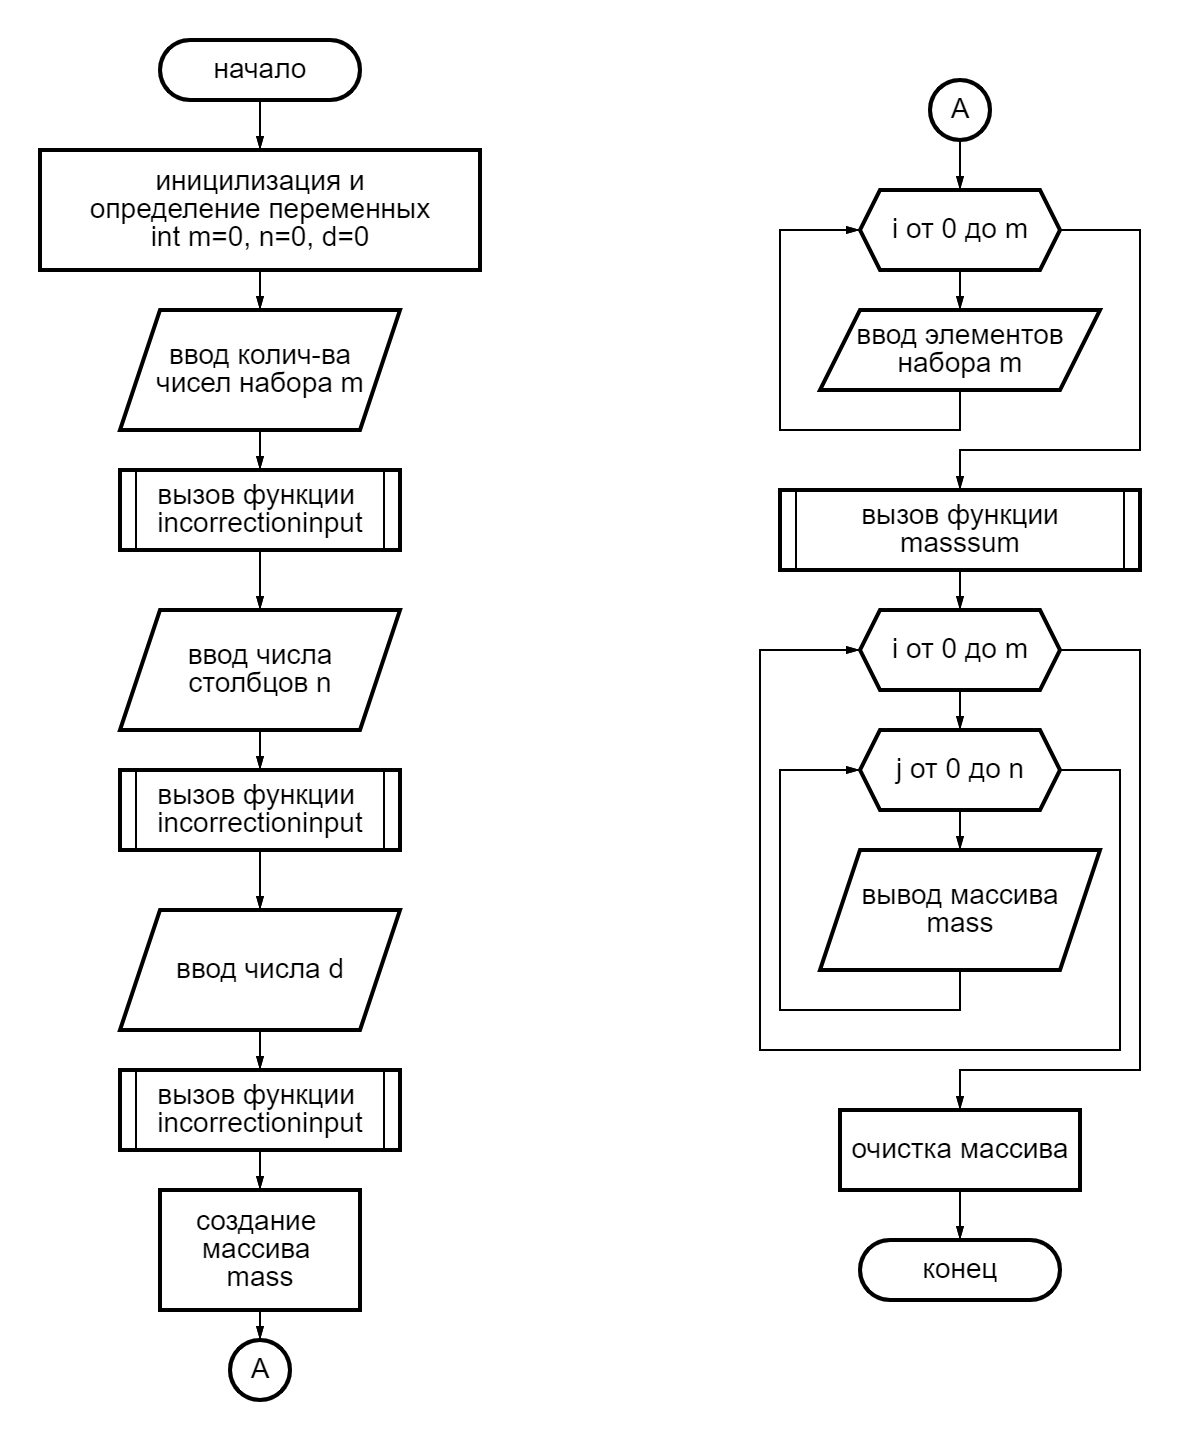 начало
иницилизация и
определение переменных
int m=0, n=0, d=0
ввод колич-ва
чисел набора m
вызов функции
incorrectioninput
ввод числа
столбцов n
вызов функции
incorrectioninput
ввод числа d
вызов функции
incorrectioninput
создание
массива
mass
А
А
i от 0 до m
ввод элементов
набора m
вызов функции
masssum
i от 0 до m
j от 0 до n
вывод массива
mass
очистка массива
конец